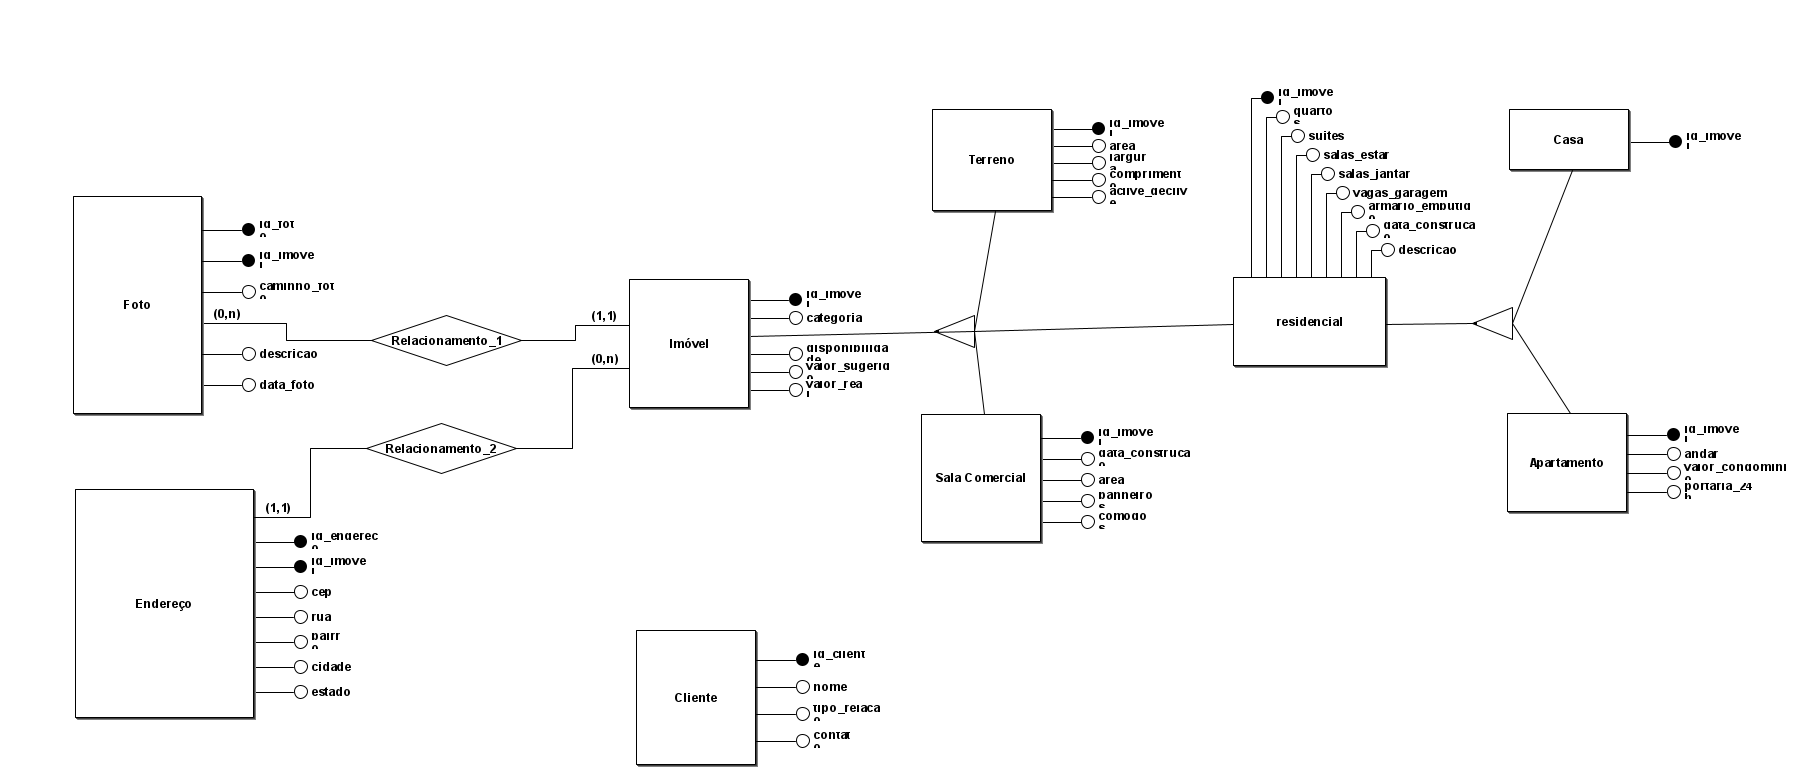 Foto
id_foto
id_imovel
caminho_foto
(0,n)
descricao
data_foto
Relacionamento_1
(1,1)
Imóvel
(0,n)
id_imovel
categoria
disponibilidade
valor_sugerido
valor_real
Relacionamento_2
(1,1)
Endereço
id_endereco
id_imovel
cep
rua
bairro
cidade
estado
Cliente
id_cliente
nome
tipo_relacao
contato
Terreno
id_imovel
area
largura
comprimento
aclive_declive
Sala Comercial
id_imovel
data_construcao
area
banheiros
comodos
id_imovel
quartos
suites
salas_estar
salas_jantar
vagas_garagem
armario_embutido
data_construcao
descricao
residencial
Casa
id_imovel
Apartamento
id_imovel
andar
valor_condominio
portaria_24h